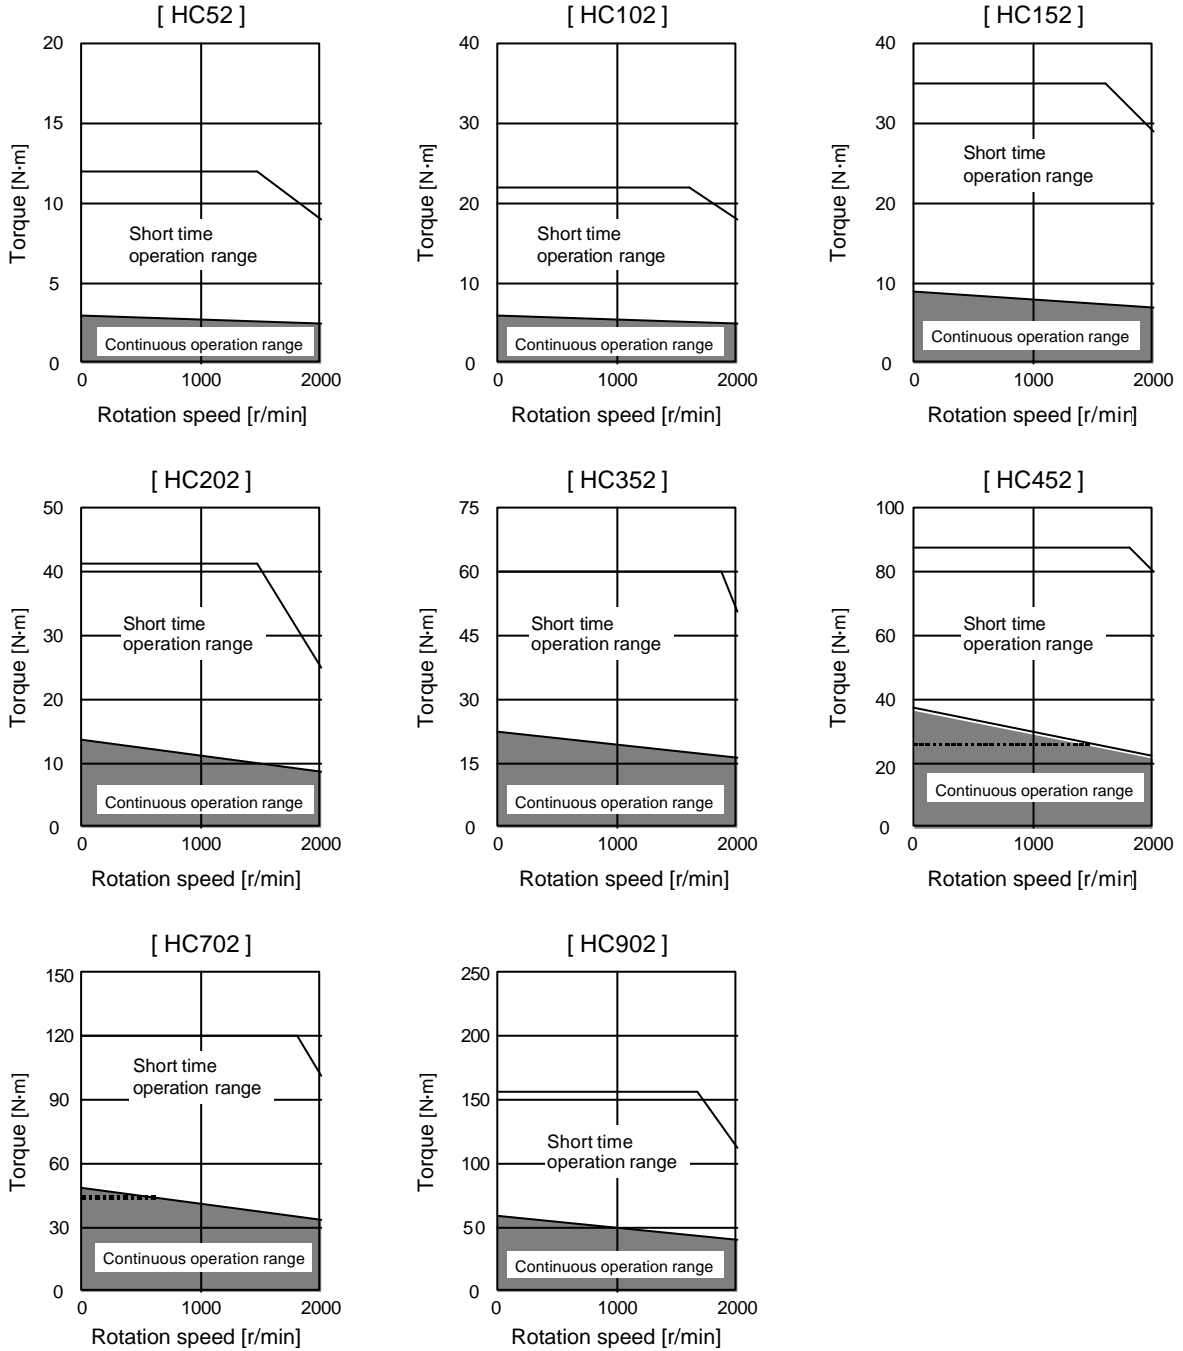 [ HC52 ]
20
15
10
5
0
Torque [N·m]
Short time
operation range
Continuous operation range
0 1000 2000
Rotation speed [r/min]
[ HC102 ]
40
30
20
10
0
Torque [N·m]
Short time
operation range
Continuous operation range
0 1000 2000
Rotation speed [r/min]
[ HC152 ]
40
30
20
10
0
Torque [N·m]
Short time
operation range
Continuous operation range
0 1000 2000
Rotation speed [r/min]
[ HC202 ]
50
40
30
20
10
0
Torque [N·m]
Short time
operation range
Continuous operation range
0 1000 2000
Rotation speed [r/min]
[ HC352 ]
75
60
45
30
15
0
Torque [N·m]
Short time
operation range
Continuous operation range
0 1000 2000
Rotation speed [r/min]
[ HC452 ]
100
80
60
40
20
0
Torque [N·m]
Short time
operation range
Continuous operation range
0 1000 2000
Rotation speed [r/min]
[ HC702 ]
150
120
90
60
30
0
Torque [N·m]
Short time
operation range
Continuous operation range
0 1000 2000
Rotation speed [r/min]
[ HC902 ]
250
200
150
100
50
0
Torque [N·m]
Short time
operation range
Continuous operation range
0 1000 2000
Rotation speed [r/min]